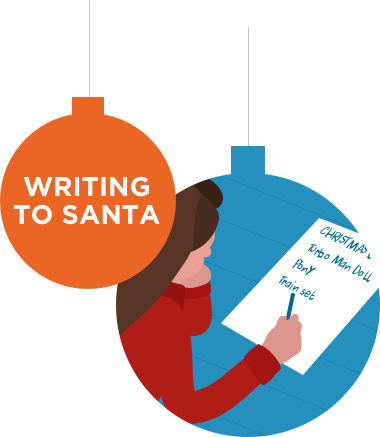 WRITING
TO SANTA
CHRISTMAS
Turbo Man Doll
Pony
Train set